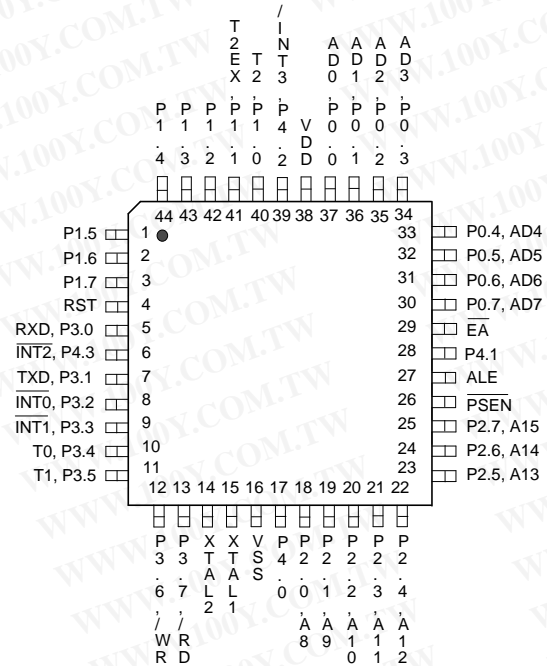 P1.4
P1.3
P1.2
T2EX, P1.1
T2, P1.0
/INT3, P4.2
VDD
AD0, P0.0
AD1, P0.1
AD2, P0.2
AD3, P0.3
44 43 42 41 40 39 38 37 36 35 34
P1.5 1
P1.6 2
P1.7 3
RST 4
RXD, P3.0 5
INT2, P4.3 6
TXD, P3.1 7
INT0, P3.2 8
INT1, P3.3 9
T0, P3.4 10
T1, P3.5 11
33 P0.4, AD4
32 P0.5, AD5
31 P0.6, AD6
30 P0.7, AD7
29 EA
28 P4.1
27 ALE
26 PSEN
25 P2.7, A15
24 P2.6, A14
23 P2.5, A13
12 13 14 15 16 17 18 19 20 21 22
P3.6, /WR
P3.7, /RD
XTAL2
XTAL1
VSS
P4.0
P2.0, A8
P2.1, A9
P2.2, A10
P2.3, A11
P2.4, A12
WWW.100Y.COM.TW